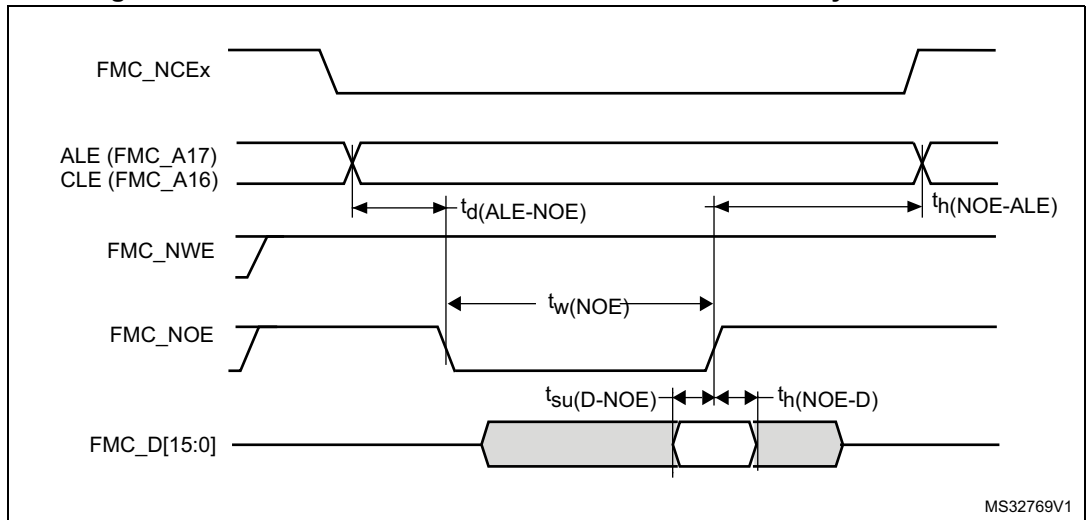 FMC_NCEx
ALE (FMC_A17)
CLE (FMC_A16)
td(ALE-NOE)
th(NOE-ALE)
FMC_NWE
tw(NOE)
FMC_NOE
tsu(D-NOE)
th(NOE-D)
FMC_D[15:0]
MS32769V1